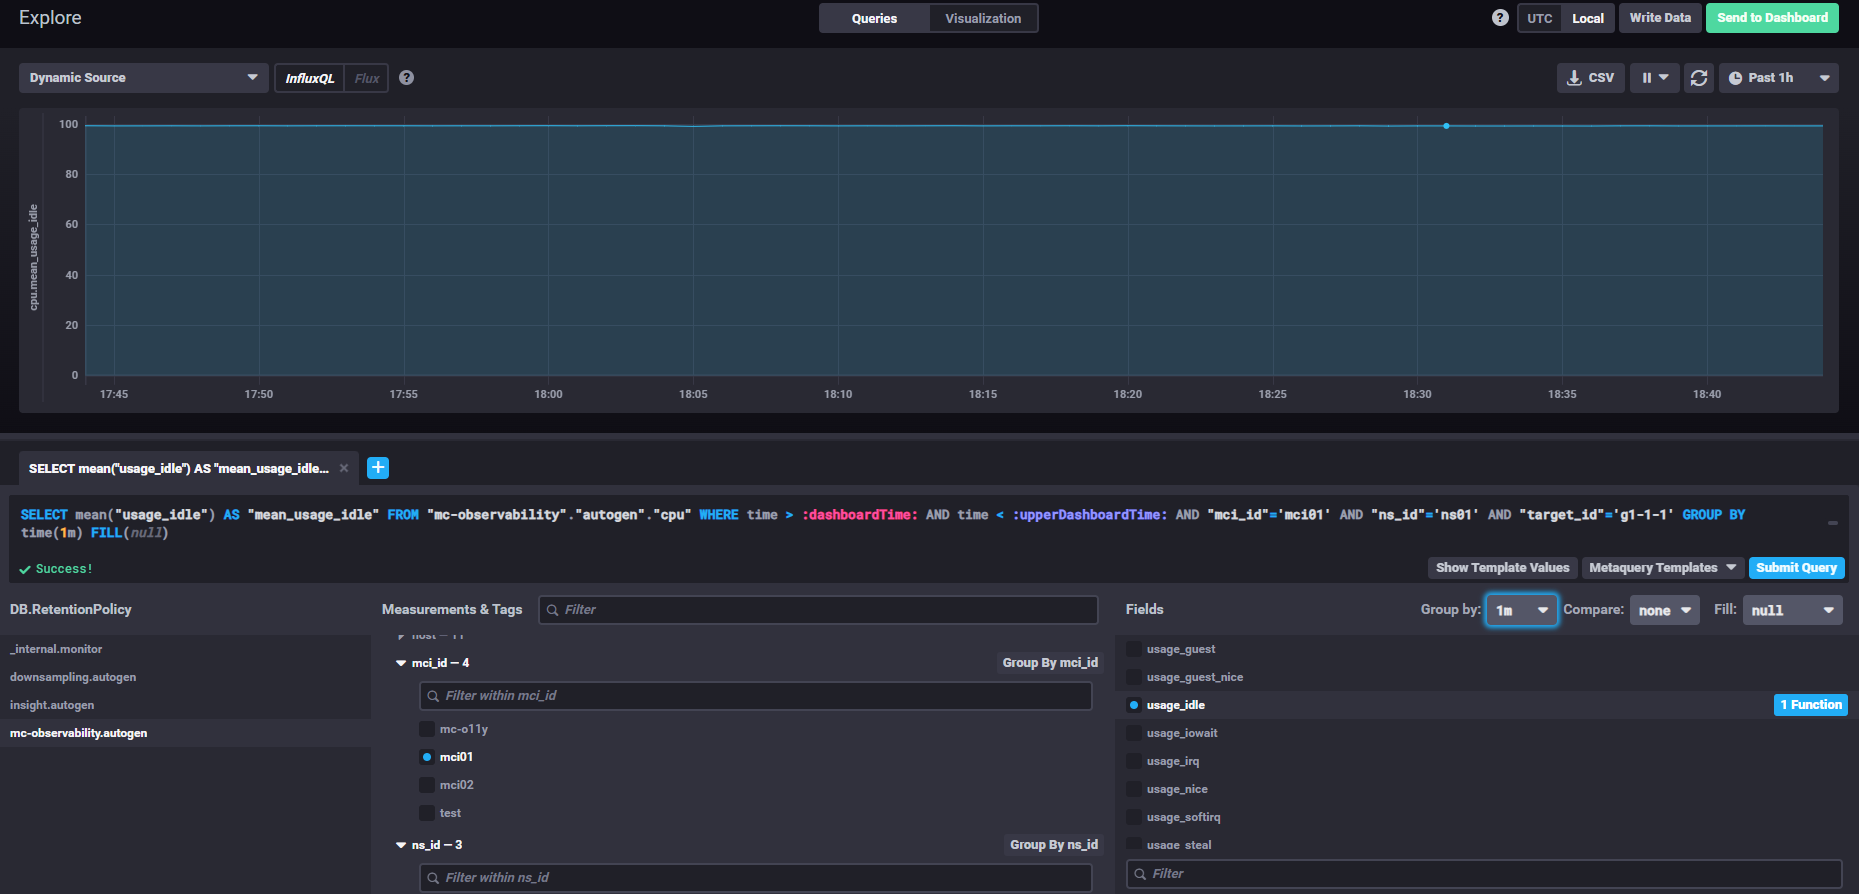 Explore
Queries
Visualization
?
UTC
Local
Write Data
Send to Dashboard
Dynamic Source
InfluxQL
Flux
?
CSV
Past 1h
cpu.mean_usage_idle
100
80
60
40
20
0
17:45
17:50
17:55
18:00
18:05
18:10
18:15
18:20
18:25
18:30
18:35
18:40
SELECT mean("usage_idle") AS "mean_usage_idle...
SELECT mean("usage_idle") AS "mean_usage_idle" FROM "mc-observability"."autogen"."cpu" WHERE time > :dashboardTime: AND time < :upperDashboardTime: AND "mci_id"='mci01' AND "ns_id"='ns01' AND "target_id"='g1-1-1' GROUP BY
time(1m) FILL(null)
Success!
Show Template Values
Metaquery Templates
Submit Query
DB.RetentionPolicy
_internal.monitor
downsampling.autogen
insight.autogen
mc-observability.autogen
Measurements & Tags
Filter
host — 11
mci_id — 4
Group By mci_id
Filter within mci_id
mc-o11y
mci01
mci02
test
ns_id — 3
Group By ns_id
Filter within ns_id
Fields
Group by:
1m
Compare:
none
Fill:
null
usage_guest
usage_guest_nice
usage_idle
1 Function
usage_iowait
usage_irq
usage_nice
usage_softirq
usage_steal
Filter